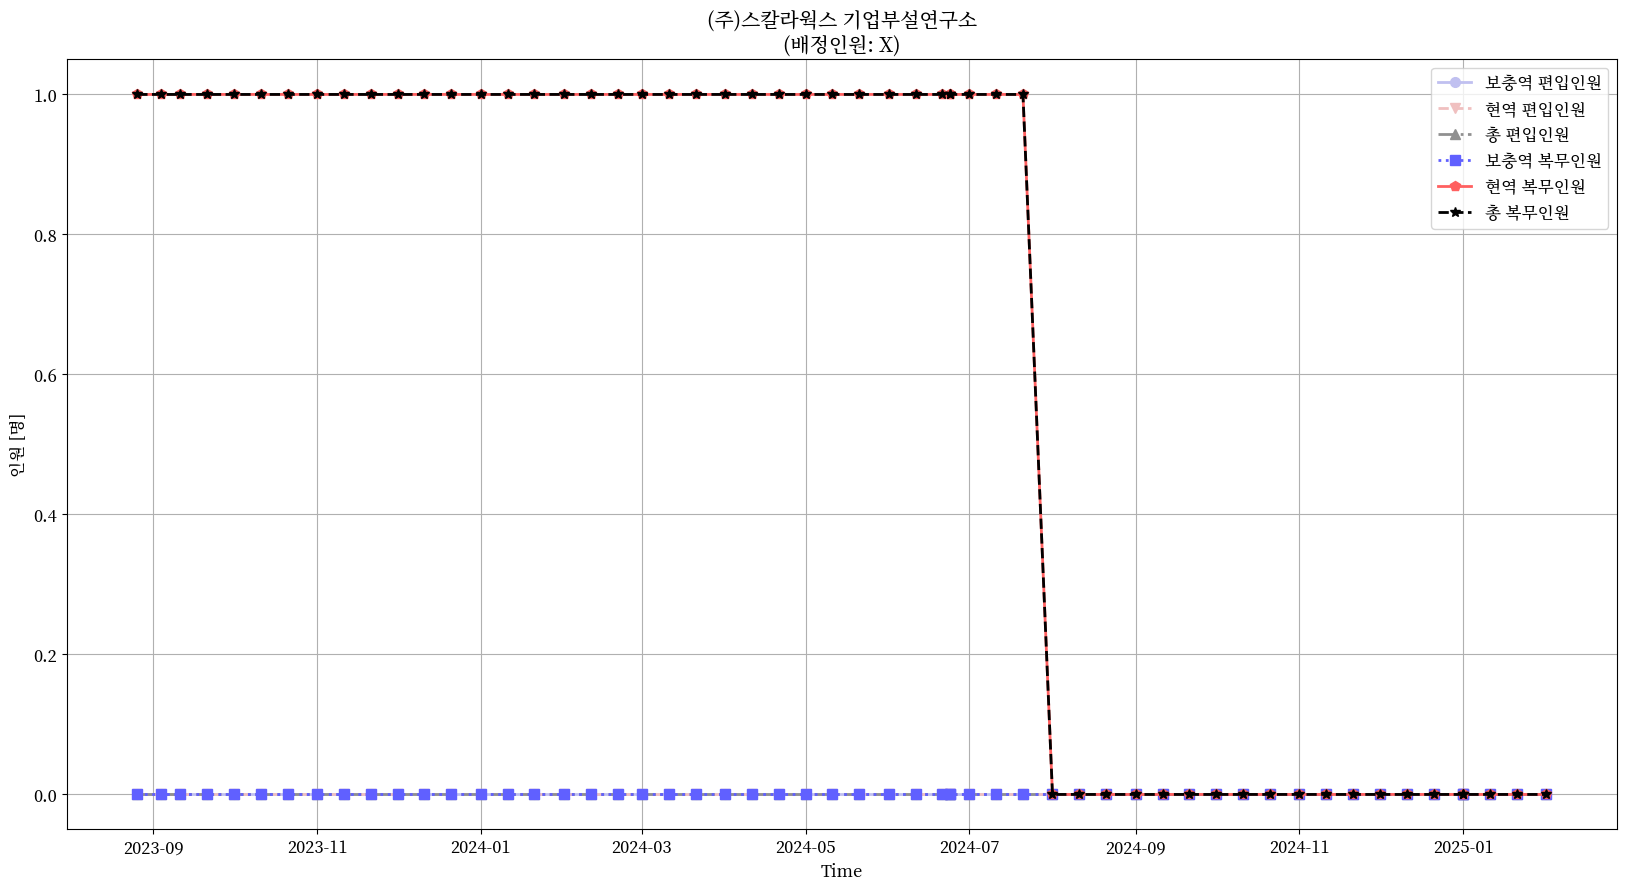 (주)스칼라웍스 기업부설연구소
(배정인원: X)
보충역 편입인원
현역 편입인원
총 편입인원
보충역 복무인원
현역 복무인원
총 복무인원
1.0
0.8
0.6
0.4
0.2
0.0
인원 [명]
2023-09
2023-11
2024-01
2024-03
2024-05
2024-07
2024-09
2024-11
2025-01
Time